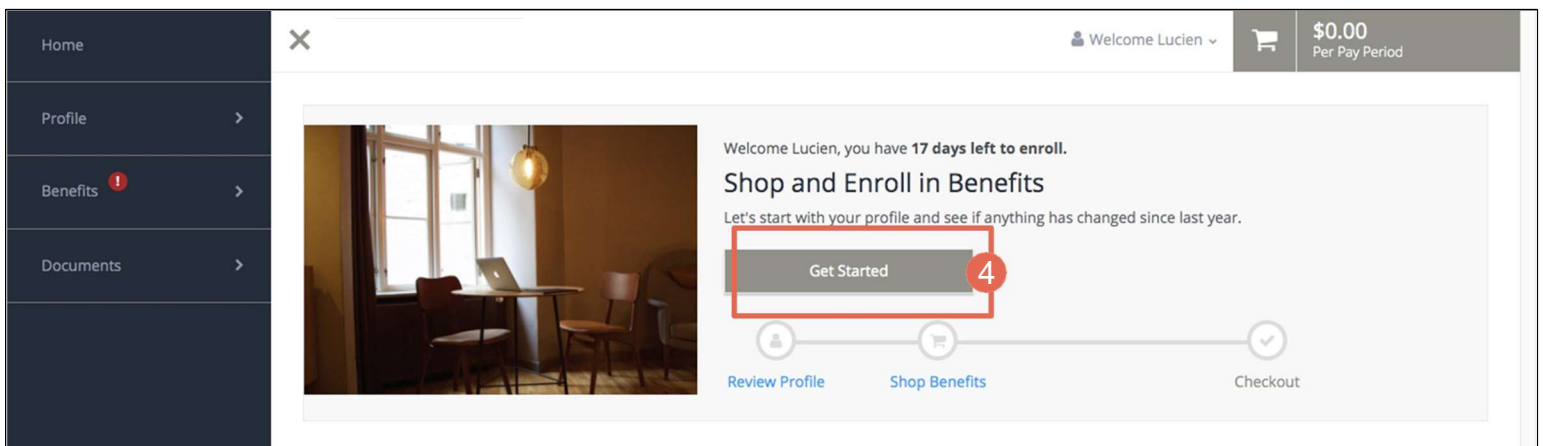 Home
Profile
Benefits !
Documents
Welcome Lucien
$0.00
Per Pay Period
Welcome Lucien, you have 17 days left to enroll.
Shop and Enroll in Benefits
Let's start with your profile and see if anything has changed since last year.
Get Started
4
Review Profile
Shop Benefits
Checkout